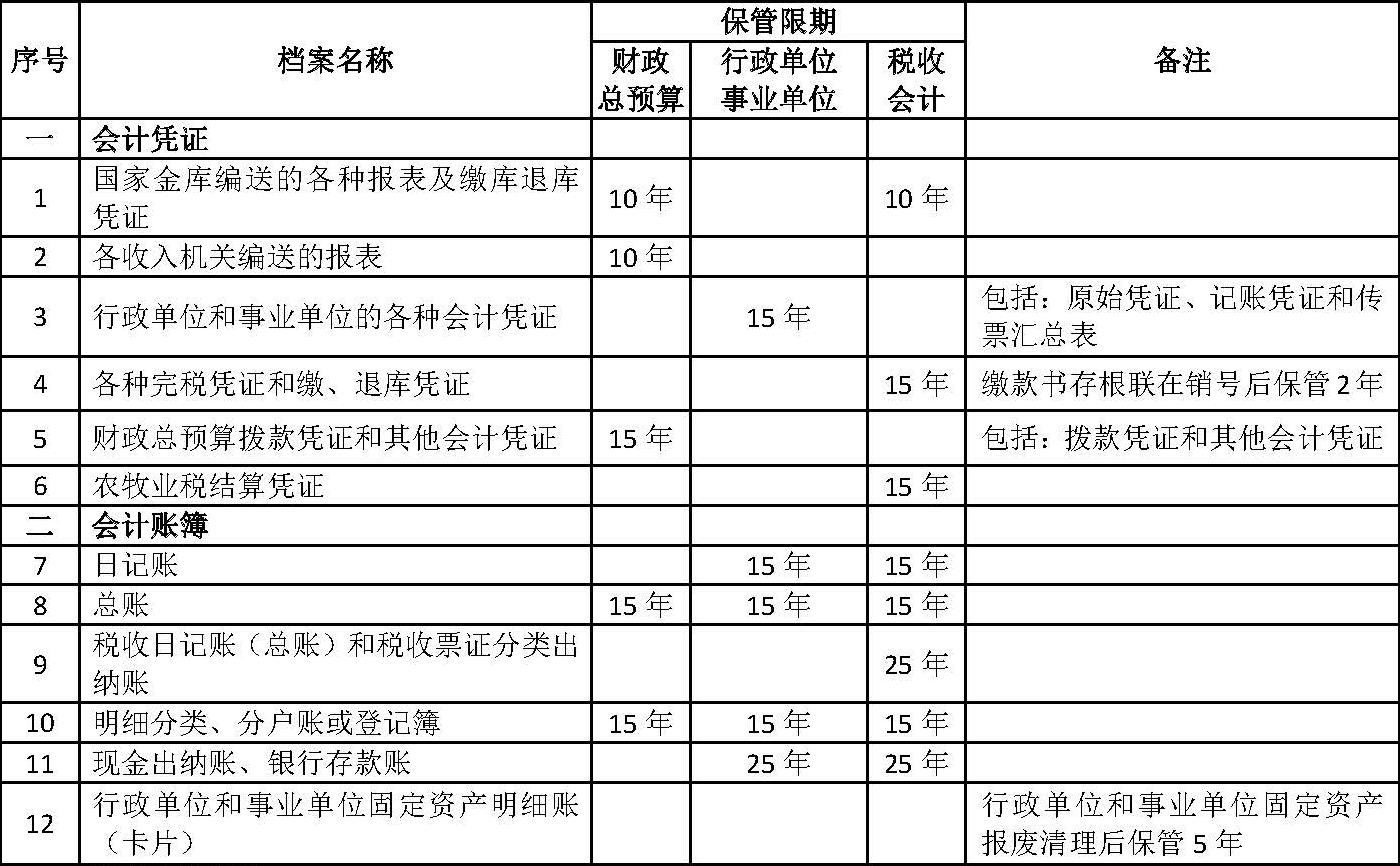 序号 档案名称 保管限期 备注
财政总预算 行政单位事业单位 税收会计
一 会计凭证
1 国家金库编送的各种报表及缴库退库
凭证 10 年 10 年
2 各收入机关编送的报表 10 年
3 行政单位和事业单位的各种会计凭证 15 年 包括：原始凭证、记账凭证和传
票汇总表
4 各种完税凭证和缴、退库凭证 15 年 缴款书存根联在销号后保管 2 年
5 财政总预算拨款凭证和其他会计凭证 15 年 包括：拨款凭证和其他会计凭证
6 农牧业税结算凭证 15 年
二 会计账簿
7 日记账 15 年 15 年
8 总账 15 年 15 年 15 年
9 税收日记账（总账）和税收票证分类出
纳账 25 年
10 明细分类、分户账或登记簿 15 年 15 年 15 年
11 现金出纳账、银行存款账 25 年 25 年
12 行政单位和事业单位固定资产明细账
（卡片） 行政单位和事业单位固定资产
报废清理后保管 5 年